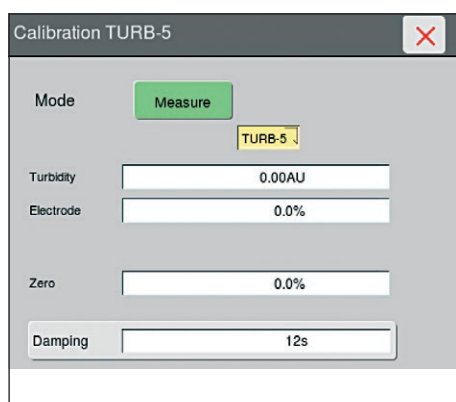 Calibration TURB-5
Mode Measure
TURB-5
Turbidity 0.00AU
Electrode 0.0%
Zero 0.0%
Damping 12s